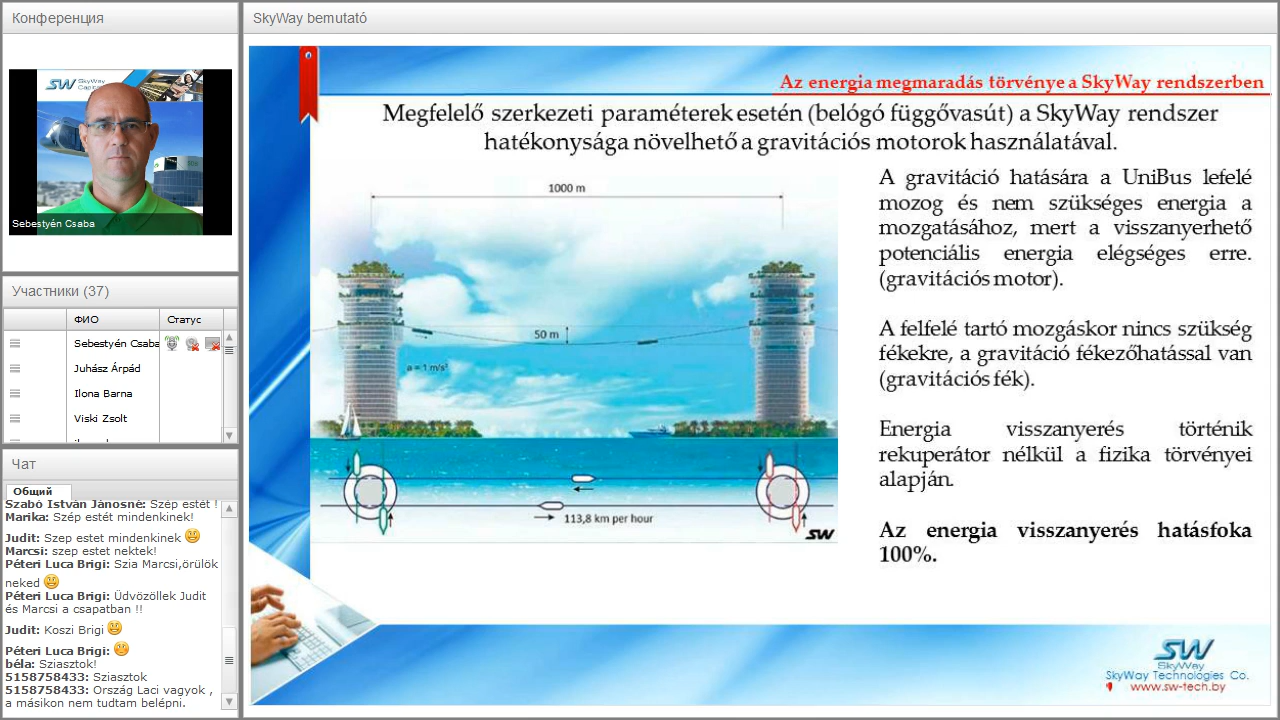 Конференция
SW SkyWay
Sebestyén Csaba
Участники (37)
ФИО Статус
Sebestyén Csaba
Juhász Árpád
Ilona Barna
Viski Zsolt
Чат
Общий
Szabó István Jánosné: Szép estét !
Marika: Szép estét mindenkinek!
Judit: Szep estet mindenkinek
Marcsi: szep estet nektek!
Péteri Luca Brigi: Szia Marcsi,örülök
neked
Péteri Luca Brigi: Üdvözöllek Judit
és Marcsi a csapatban !!
Judit: Koszi Brigi
Péteri Luca Brigi:
béla: Sziasztok!
5158758433: Sziasztok
5158758433: Ország Laci vagyok ,
a másikon nem tudtam belépni.
SkyWay bemutató
Az energia megmaradás törvénye a SkyWay rendszerben
Megfelelő szerkezeti paraméterek esetén (belógó függővasút) a SkyWay rendszer
hatékonysága növelhető a gravitációs motorok használatával.
1000 m
50 m
a = 1 m/s²
113,8 km per hour
SW
A gravitáció hatására a UniBus lefelé
mozog és nem szükséges energia a
mozgatásához, mert a visszanyerhető
potenciális energia elégséges erre.
(gravitációs motor).
A felfelé tartó mozgáskor nincs szükség
fékekre, a gravitáció fékezőhatással van
(gravitációs fék).
Energia visszanyerés történik
rekuperátor nélkül a fizika törvényei
alapján.
Az energia visszanyerés hatásfoka
100%.
SW
SkyWay
SkyWay Technologies Co.
www.sw-tech.by